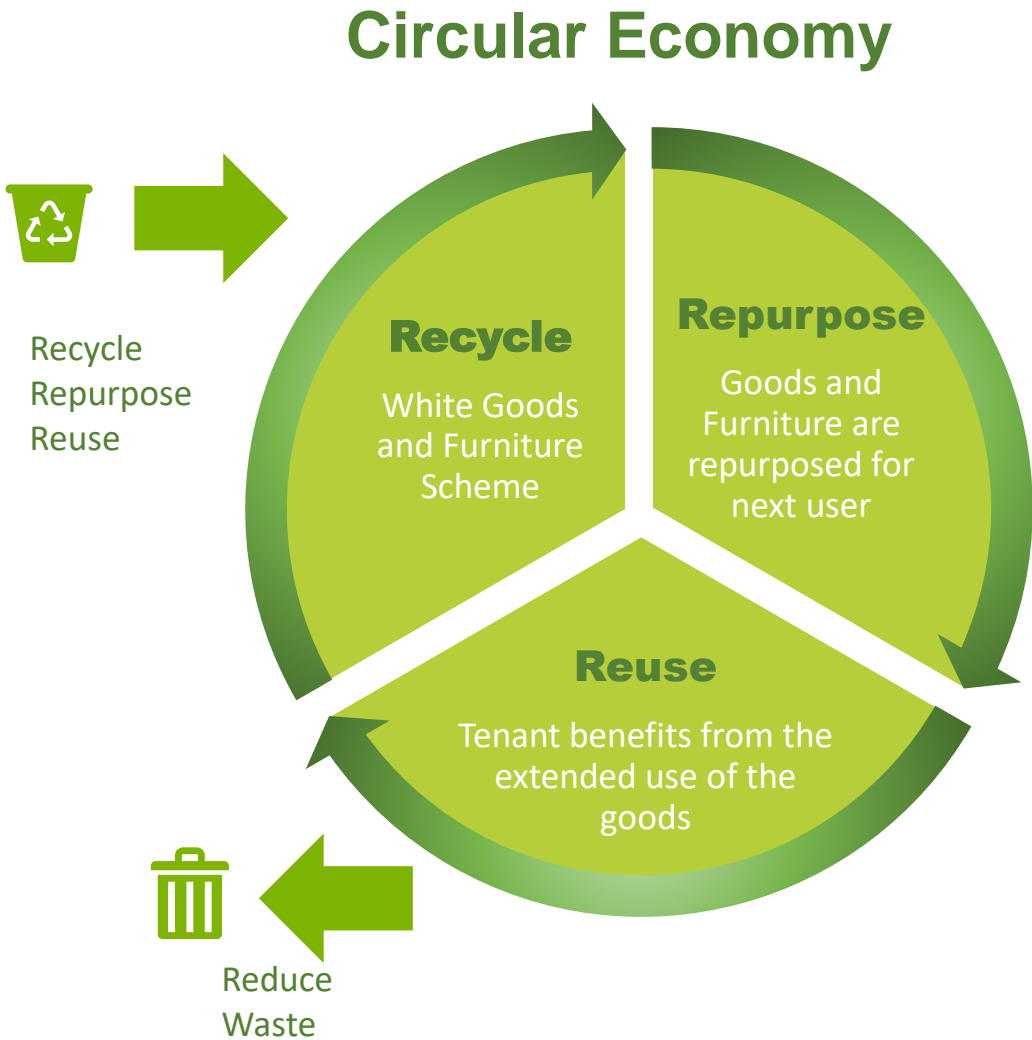 Circular Economy
Recycle
Repurpose
Reuse
Recycle
White Goods
and Furniture
Scheme
Repurpose
Goods and
Furniture are
repurposed for
next user
Reuse
Tenant benefits from the
extended use of the
goods
Reduce
Waste